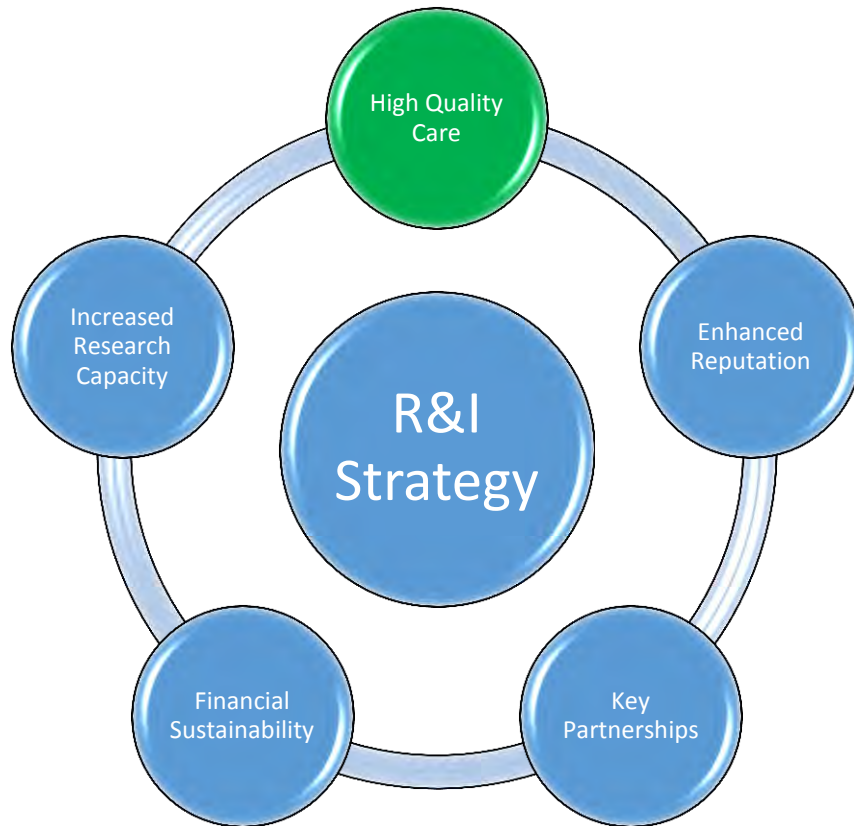 High Quality
Care
Increased
Research
Capacity
Enhanced
Reputation
R&I
Strategy
Financial
Sustainability
Key
Partnerships